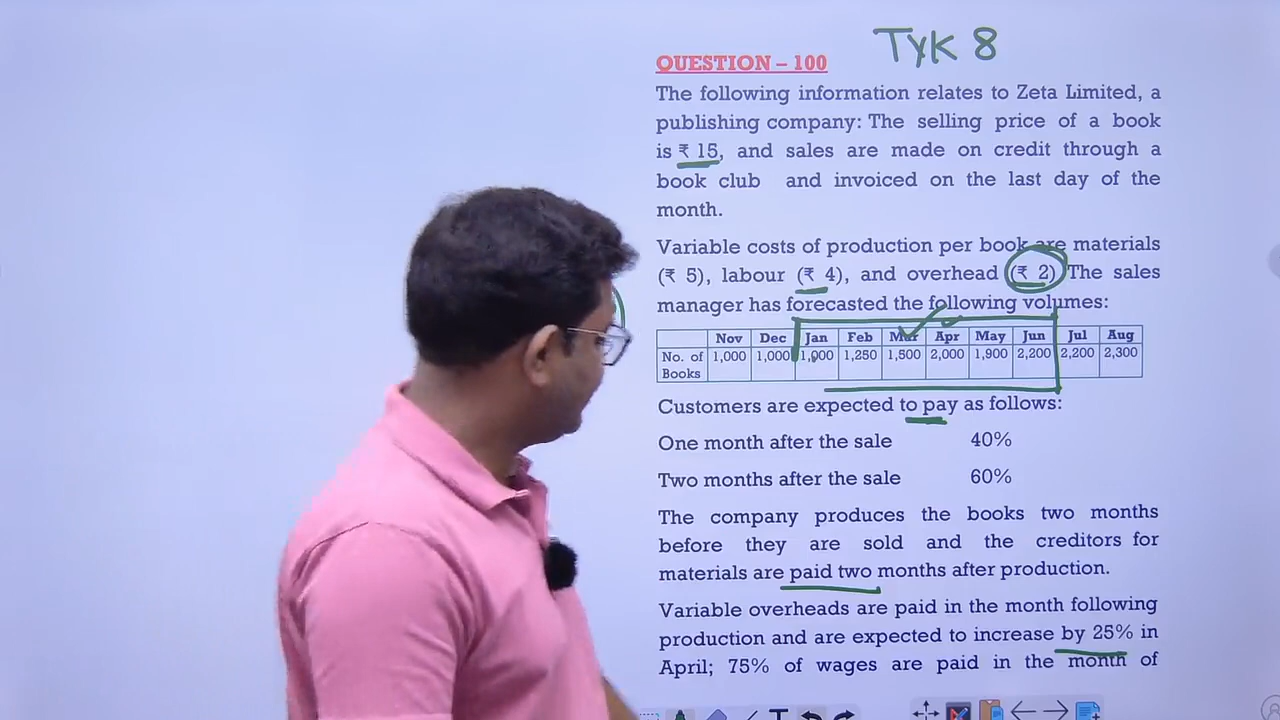 TYK 8
QUESTION – 100
The following information relates to Zeta Limited, a
publishing company: The selling price of a book
is ₹ 15, and sales are made on credit through a
book club and invoiced on the last day of the
month.
Variable costs of production per book are materials
(₹ 5), labour (₹ 4), and overhead (₹ 2) The sales
manager has forecasted the following volumes:
Nov Dec Jan Feb Mar Apr May Jun Jul Aug
No. of 1,000 1,000 1,000 1,250 1,500 2,000 1,900 2,200 2,200 2,300
Books
Customers are expected to pay as follows:
One month after the sale 40%
Two months after the sale 60%
The company produces the books two months
before they are sold and the creditors for
materials are paid two months after production.
Variable overheads are paid in the month following
production and are expected to increase by 25% in
April; 75% of wages are paid in the month of